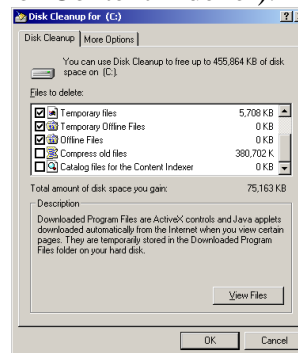 Disk Cleanup for (C:)
Disk Cleanup
More Options
You can use Disk Cleanup to free up to 455,864 KB of disk
space on (C:).
Files to delete:
Temporary files 5,708 KB
Temporary Offline Files 0 KB
Offline Files 0 KB
Compress old files 380,702 K
Catalog files for the Content Indexer 0 KB
Total amount of disk space you gain: 75,163 KB
Description
Downloaded Program Files are ActiveX controls and Java applets
downloaded automatically from the Internet when you view certain
pages. They are temporarily stored in the Downloaded Program
Files folder on your hard disk.
View Files
OK Cancel